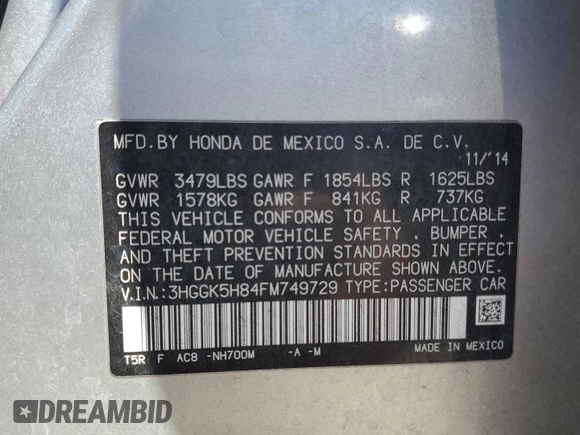 MFD.BY HONDA DE MEXICO S.A. DE C.V.
11/'14
GVWR 3479LBS GAWR F 1854LBS R 1625LBS
GVWR 1578KG GAWR F 841KG R 737KG
THIS VEHICLE CONFORMS TO ALL APPLICABLE
FEDERAL MOTOR VEHICLE SAFETY , BUMPER ,
AND THEFT PREVENTION STANDARDS IN EFFECT
ON THE DATE OF MANUFACTURE SHOWN ABOVE.
V.I.N.:3HGGK5H84FM749729 TYPE:PASSENGER CAR
T5R F AC8 -NH700M -A -M
MADE IN MEXICO
DREAMBID